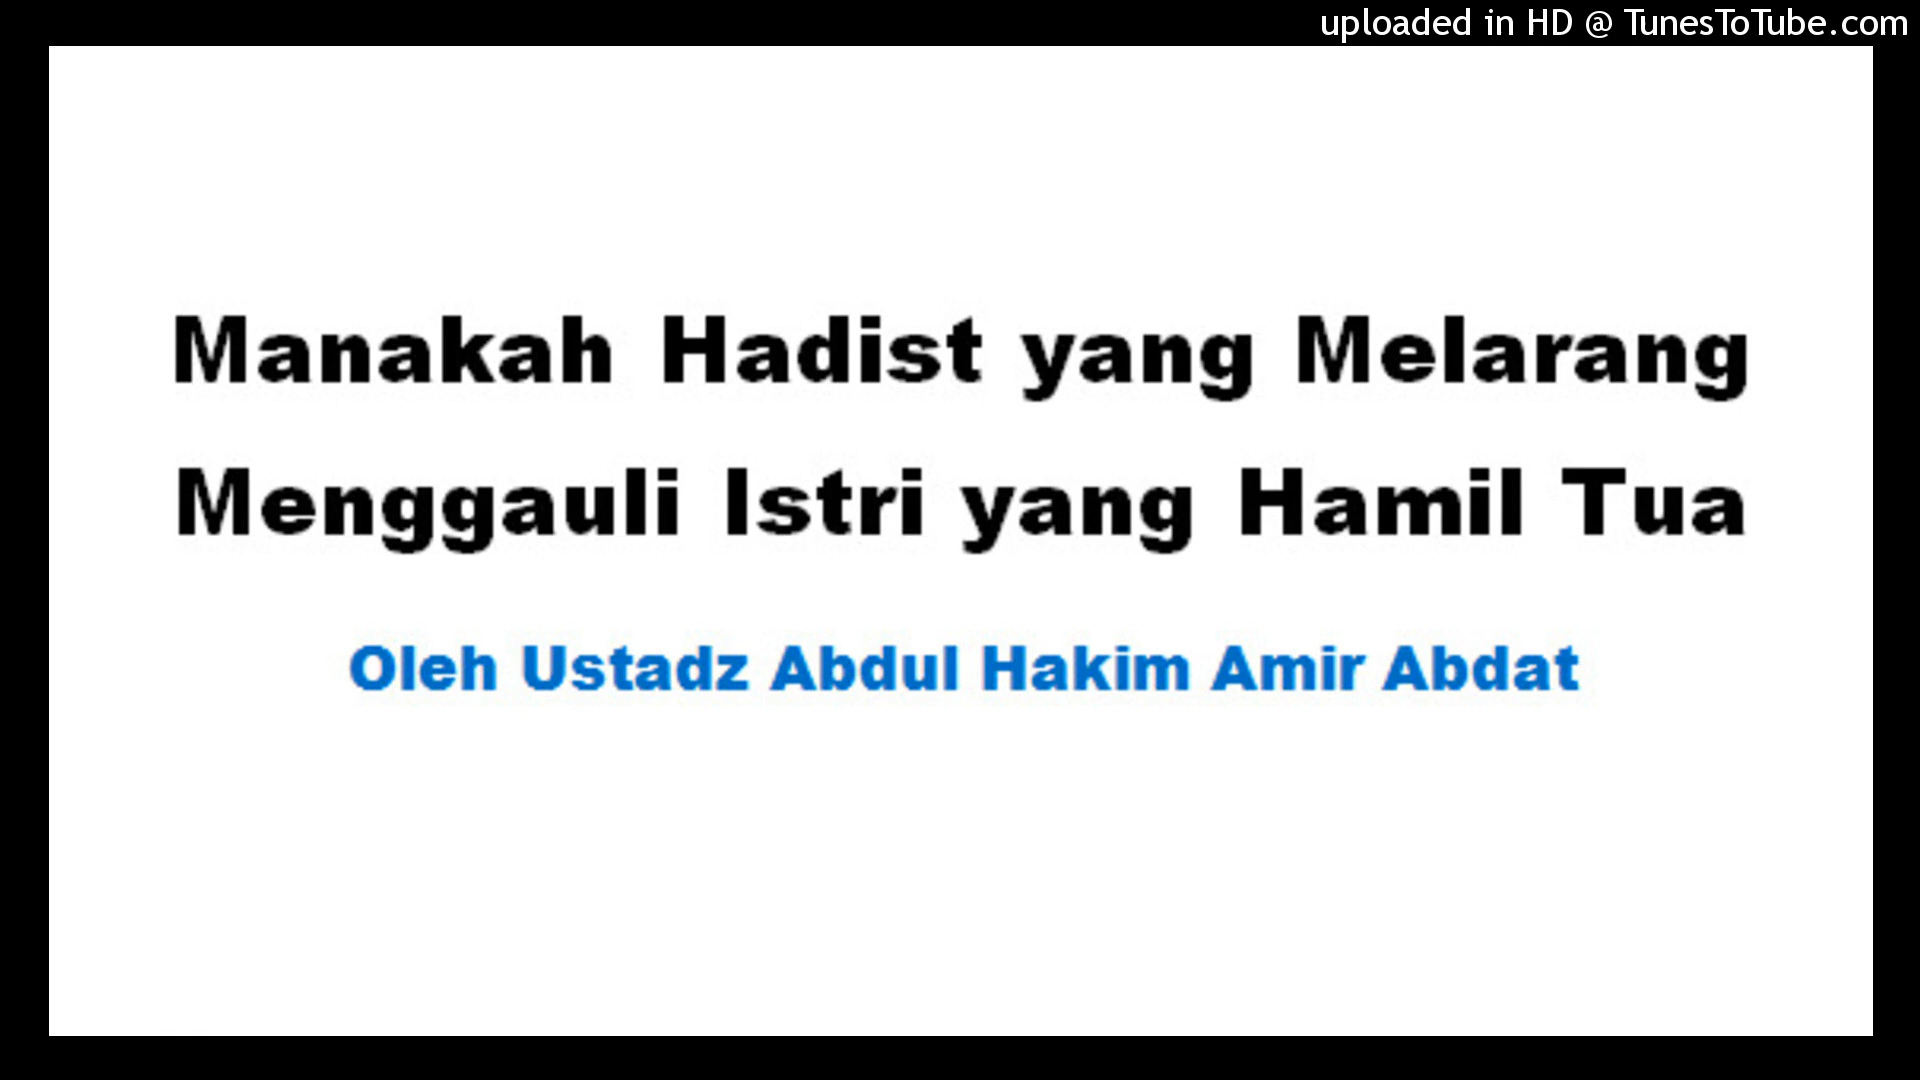 uploaded in HD @ TunesToTube.com
Manakah Hadist yang Melarang
Menggauli Istri yang Hamil Tua
Oleh Ustadz Abdul Hakim Amir Abdat